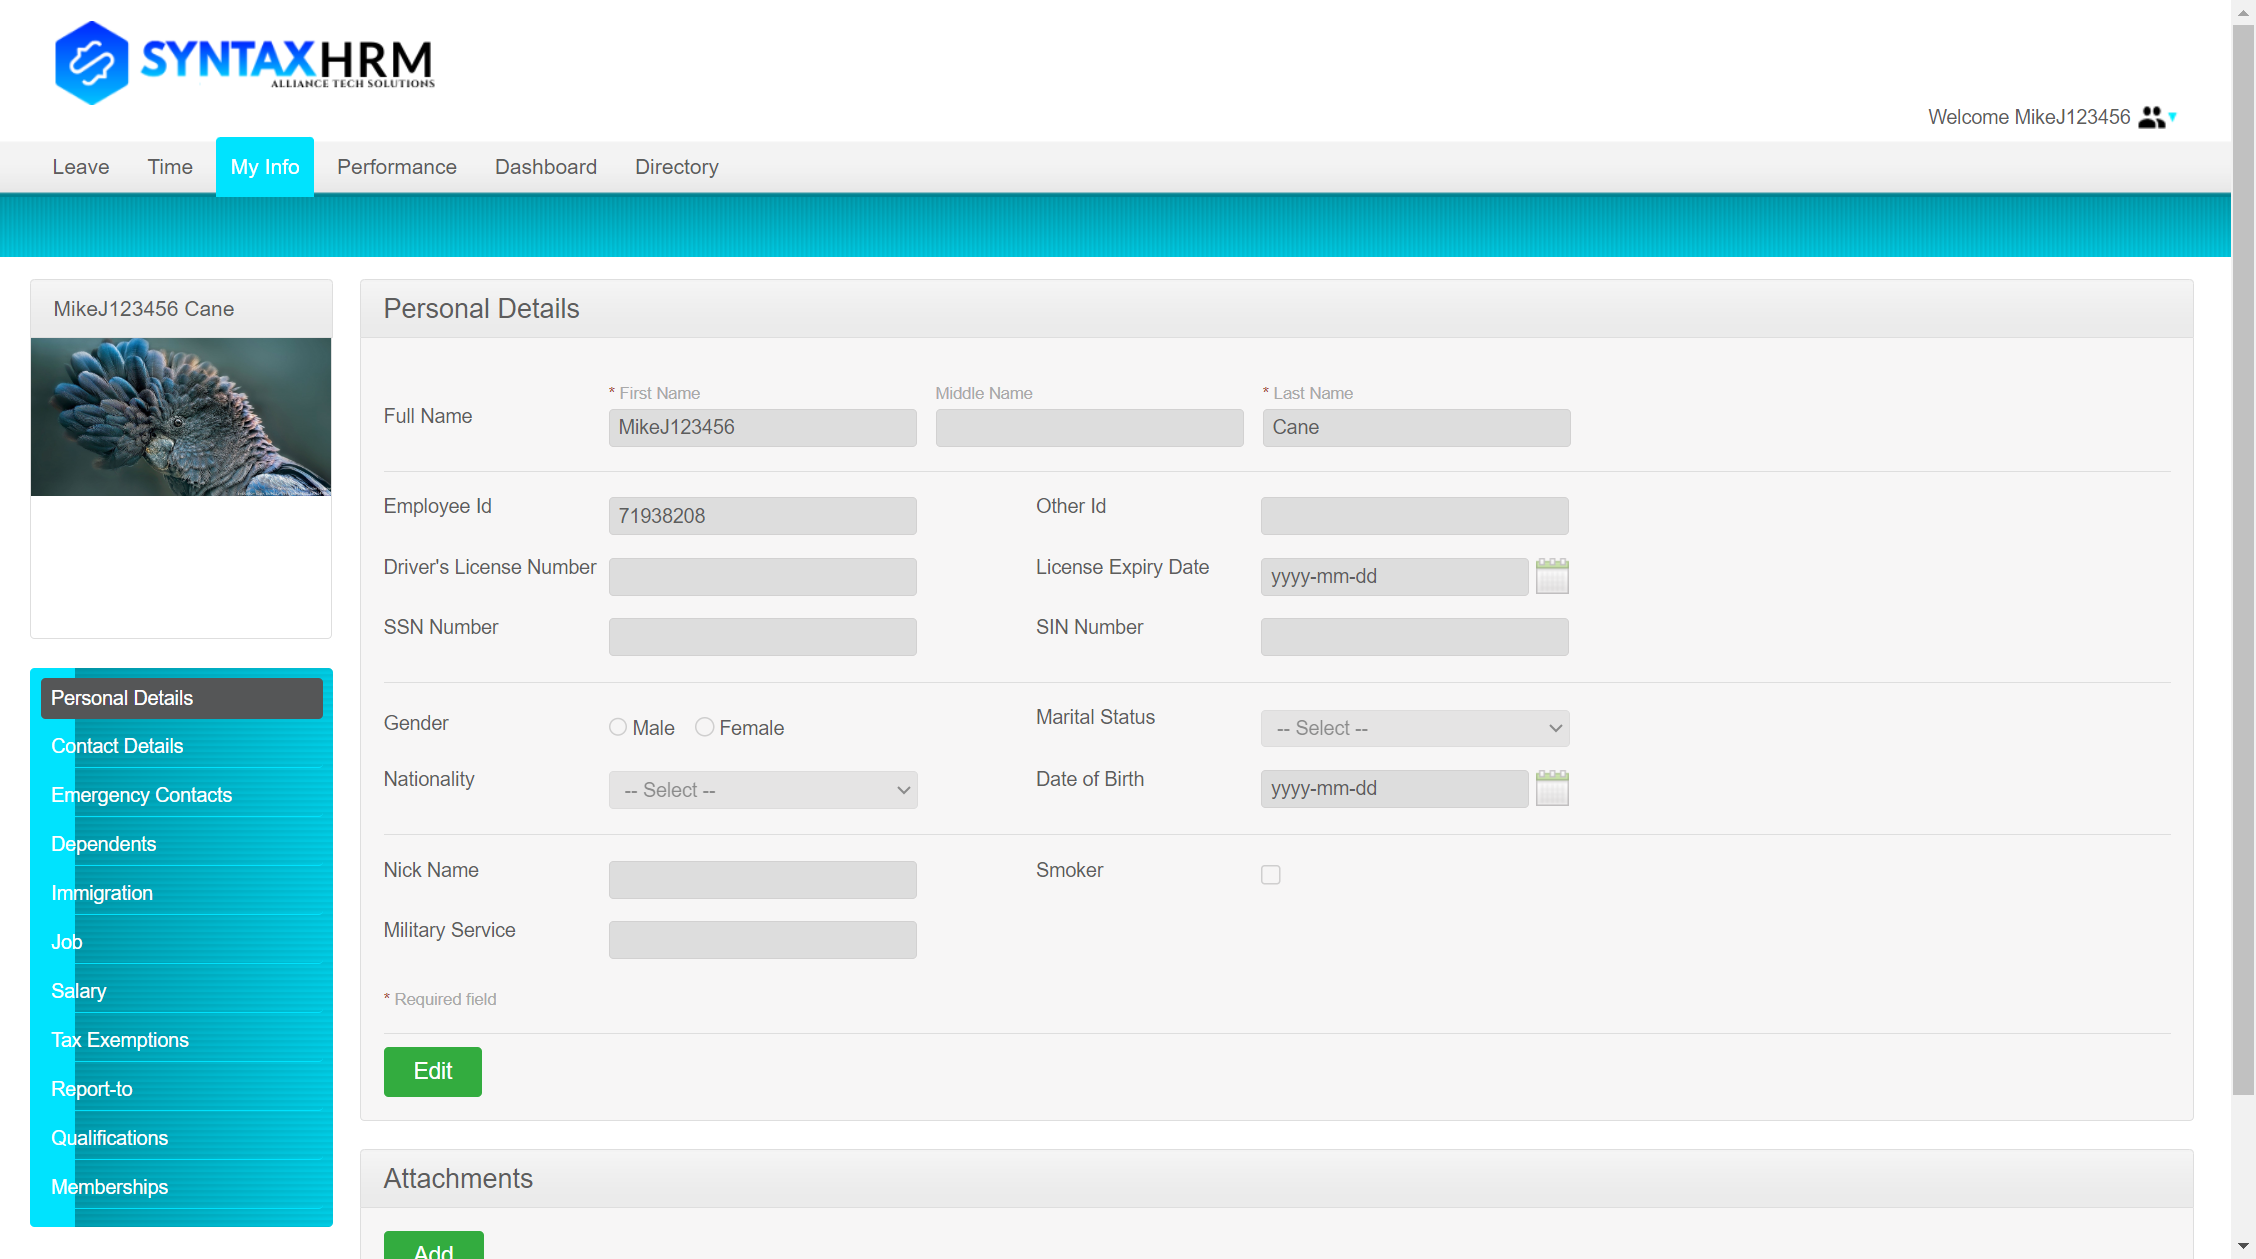 SYNTAXHRM
ALLIANCE TECH SOLUTIONS
Welcome MikeJ123456
Leave Time My Info Performance Dashboard Directory
MikeJ123456 Cane
Personal Details
Contact Details
Emergency Contacts
Dependents
Immigration
Job
Salary
Tax Exemptions
Report-to
Qualifications
Memberships
Personal Details
* First Name Middle Name * Last Name
Full Name MikeJ123456 Cane
Employee Id 71938208 Other Id
Driver's License Number License Expiry Date yyyy-mm-dd
SSN Number SIN Number
Gender Male Female Marital Status -- Select --
Nationality -- Select -- Date of Birth yyyy-mm-dd
Nick Name Smoker
Military Service
* Required field
Edit
Attachments
Add